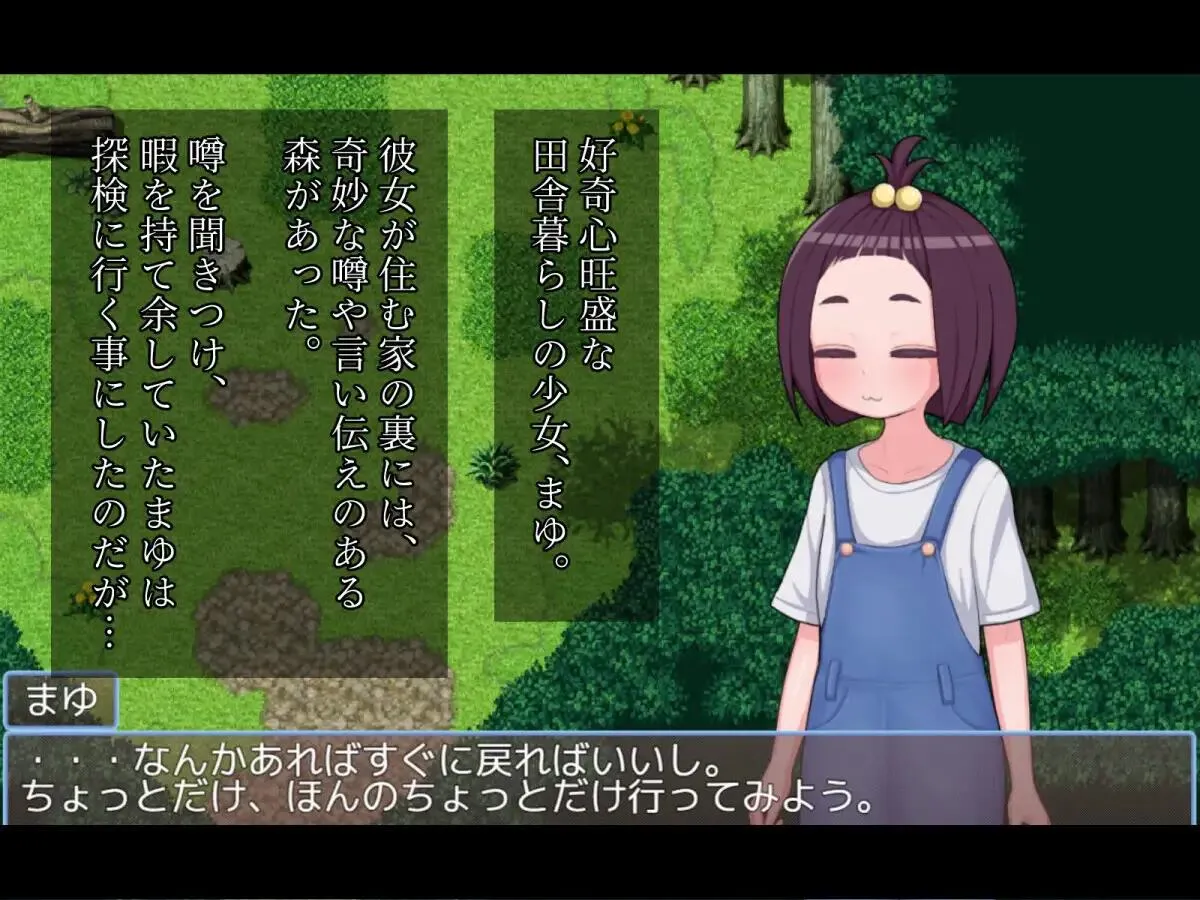 好奇心旺盛な
田舎暮らしの少女、まゆ。
彼女が住む家の裏には、
奇妙な噂や言い伝えのある
森があった。
噂を聞きつけ、
暇を持て余していたまゆは
探検に行く事にしたのだが…
まゆ
・・・なんかあればすぐに戻ればいいし。
ちょっとだけ、ほんのちょっとだけ行ってみよう。